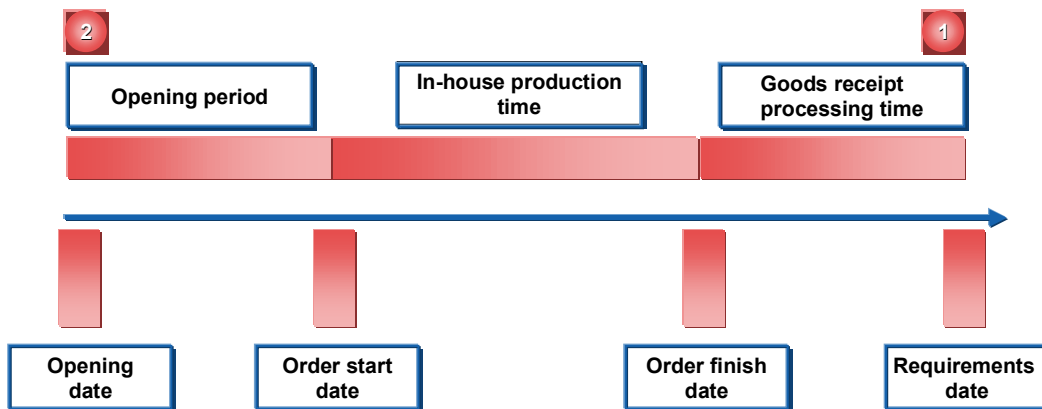 2
1
Opening period
In-house production
time
Goods receipt
processing time
Opening
date
Order start
date
Order finish
date
Requirements
date